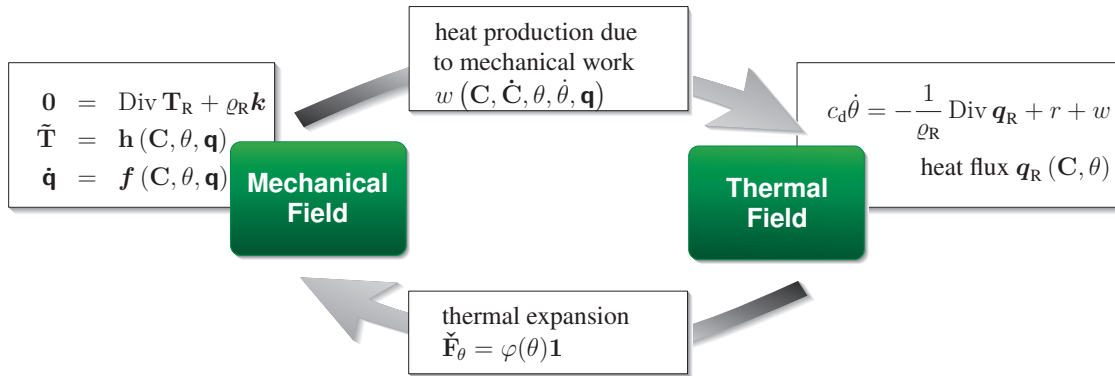 heat production due
to mechanical work
w (𝐂, 𝐂̇, θ, θ̇, 𝗾)
𝟎 = Div 𝐓_R + ϱ_R 𝒌
𝐓̃ = 𝐡 (𝐂, θ, 𝗾)
𝗾̇ = 𝒇 (𝐂, θ, 𝗾)
Mechanical
Field
c_d θ̇ = −1/ϱ_R Div 𝒒_R + r + w
heat flux 𝒒_R (𝐂, θ)
Thermal
Field
thermal expansion
𝐅̌_θ = φ(θ)𝟏